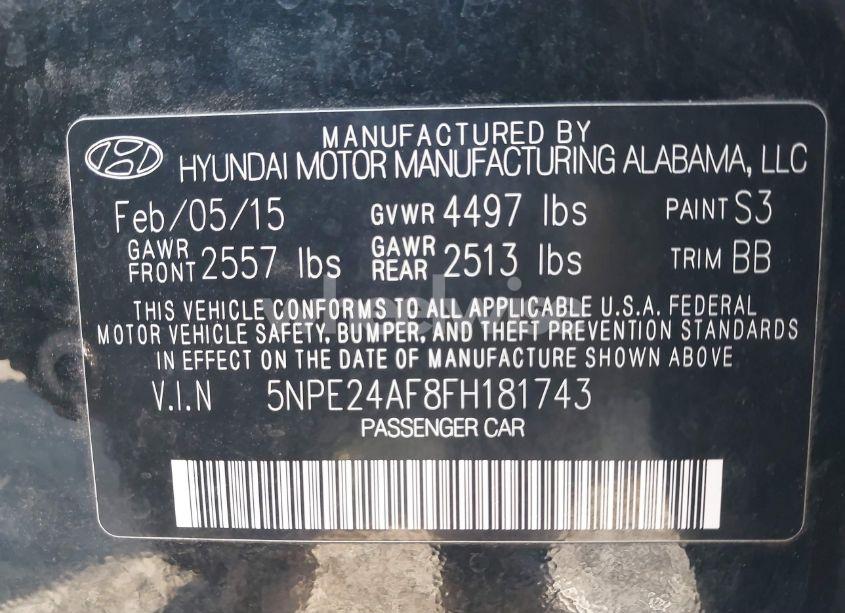 MANUFACTURED BY
HYUNDAI MOTOR MANUFACTURING ALABAMA, LLC
Feb/05/15 GVWR 4497 lbs PAINT S3
GAWR FRONT 2557 lbs GAWR REAR 2513 lbs TRIM BB
THIS VEHICLE CONFORMS TO ALL APPLICABLE U.S.A. FEDERAL
MOTOR VEHICLE SAFETY, BUMPER, AND THEFT PREVENTION STANDARDS
IN EFFECT ON THE DATE OF MANUFACTURE SHOWN ABOVE
V.I.N 5NPE24AF8FH181743
PASSENGER CAR